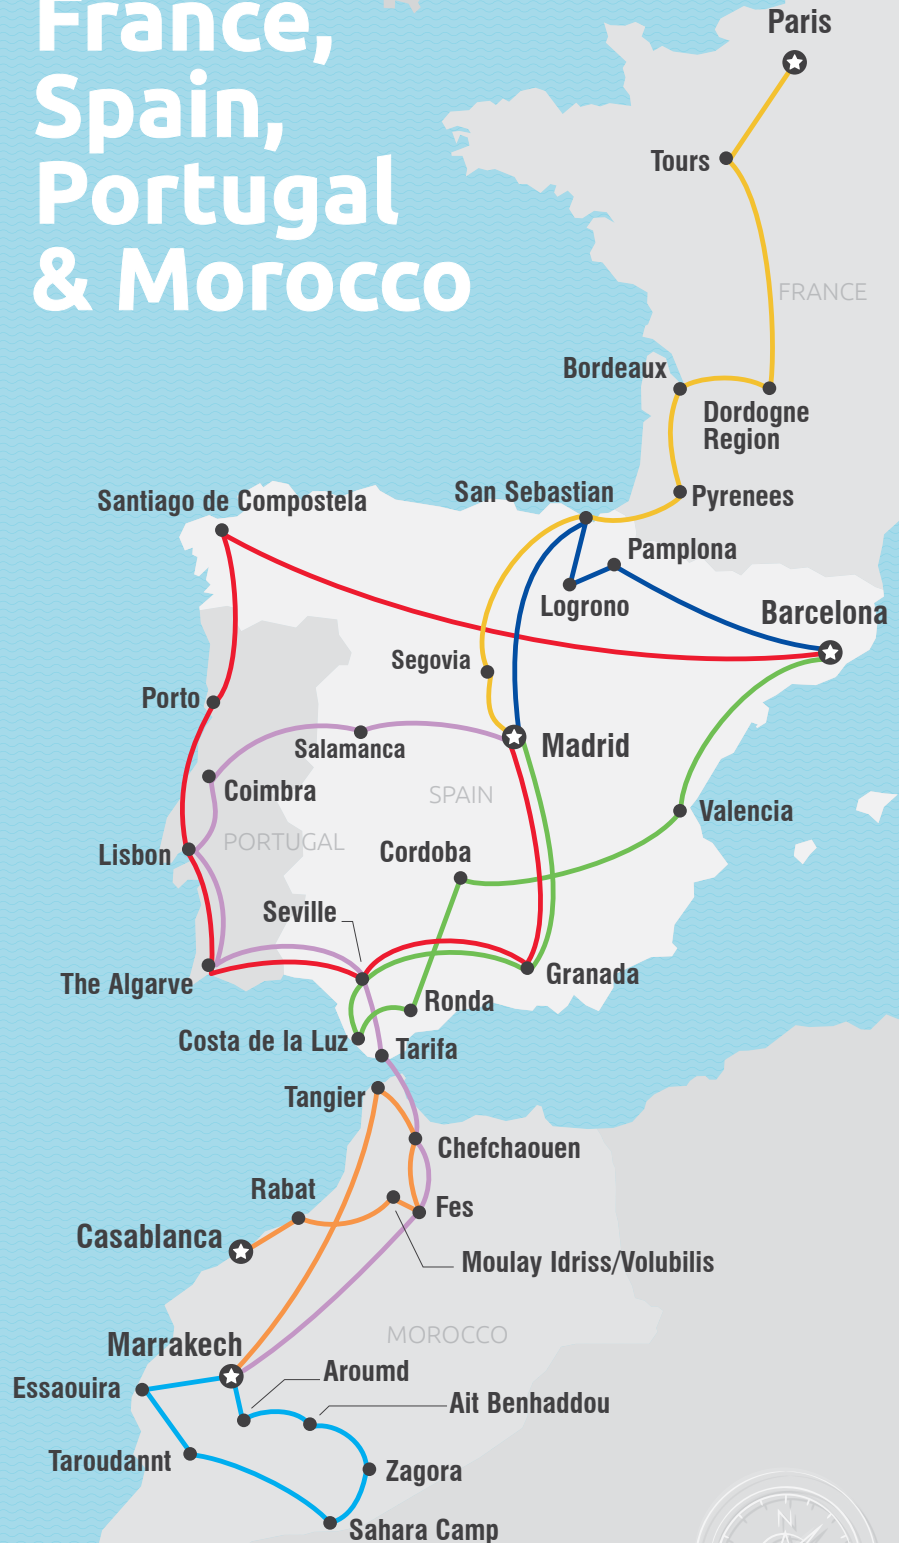 France,
Spain,
Portugal
& Morocco
Paris
Tours
FRANCE
Bordeaux
Dordogne
Region
San Sebastian
Pyrenees
Santiago de Compostela
Pamplona
Logrono
Barcelona
Segovia
Porto
Salamanca
Madrid
Coimbra
SPAIN
Valencia
PORTUGAL
Lisbon
Cordoba
Seville
The Algarve
Granada
Ronda
Costa de la Luz
Tarifa
Tangier
Chefchaouen
Rabat
Fes
Casablanca
Moulay Idriss/Volubilis
MOROCCO
Marrakech
Aroumd
Essaouira
Ait Benhaddou
Taroudannt
Zagora
Sahara Camp
N